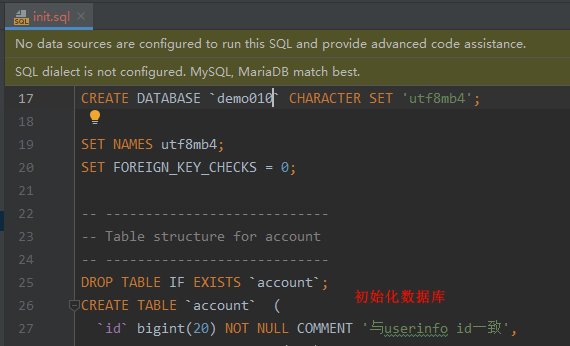 init.sql
No data sources are configured to run this SQL and provide advanced code assistance.
SQL dialect is not configured. MySQL, MariaDB match best.
17 CREATE DATABASE `demo010` CHARACTER SET 'utf8mb4';
18
19 SET NAMES utf8mb4;
20 SET FOREIGN_KEY_CHECKS = 0;
21
22 -- ----------------------------
23 -- Table structure for account
24 -- ----------------------------
25 DROP TABLE IF EXISTS `account`;
初始化数据库
26 CREATE TABLE `account`  (
27 `id` bigint(20) NOT NULL COMMENT '与userinfo id一致',